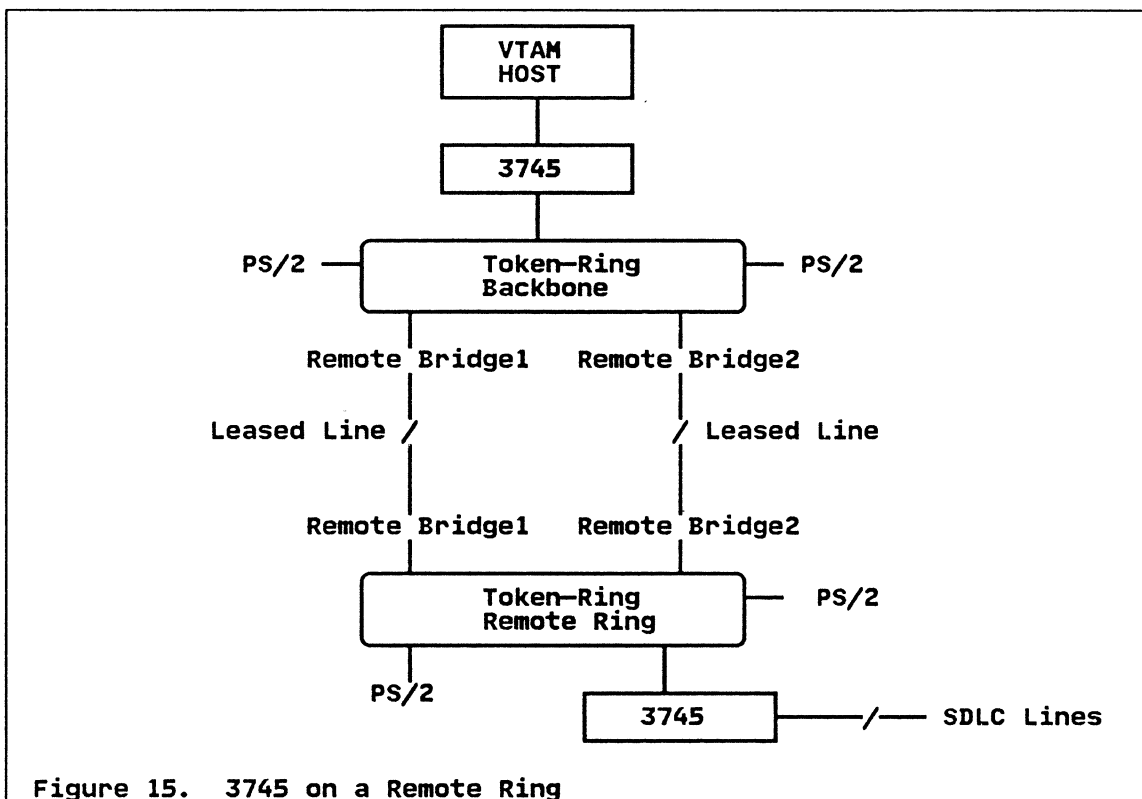 VTAM
HOST
3745
PS/2
Token-Ring
Backbone
PS/2
Remote Bridge1
Remote Bridge2
Leased Line
Leased Line
Remote Bridge1
Remote Bridge2
Token-Ring
Remote Ring
PS/2
PS/2
3745
SDLC Lines
Figure 15. 3745 on a Remote Ring